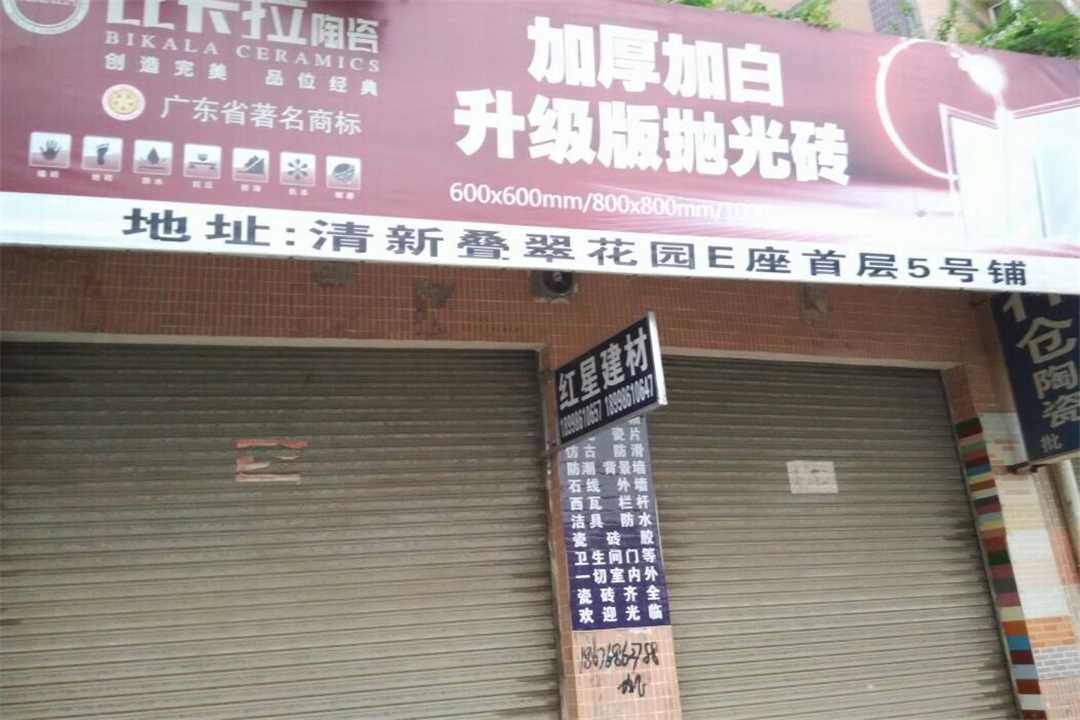 卡拉陶瓷
BIKALA CERAMICS
创造完美 品位经典
广东省著名商标
加厚加白
升级版抛光砖
600x600mm/800x800mm/
地址:清新叠翠花园E座首层5号铺
红星建材
18998610657 18998610647
瓷片
仿古 防滑
防潮 背景墙
石线 外墙
西瓦 栏杆
洁具 防水
瓷砖胶
卫生间门等
一切室内外
瓷砖齐全
欢迎光临
仓陶瓷
批